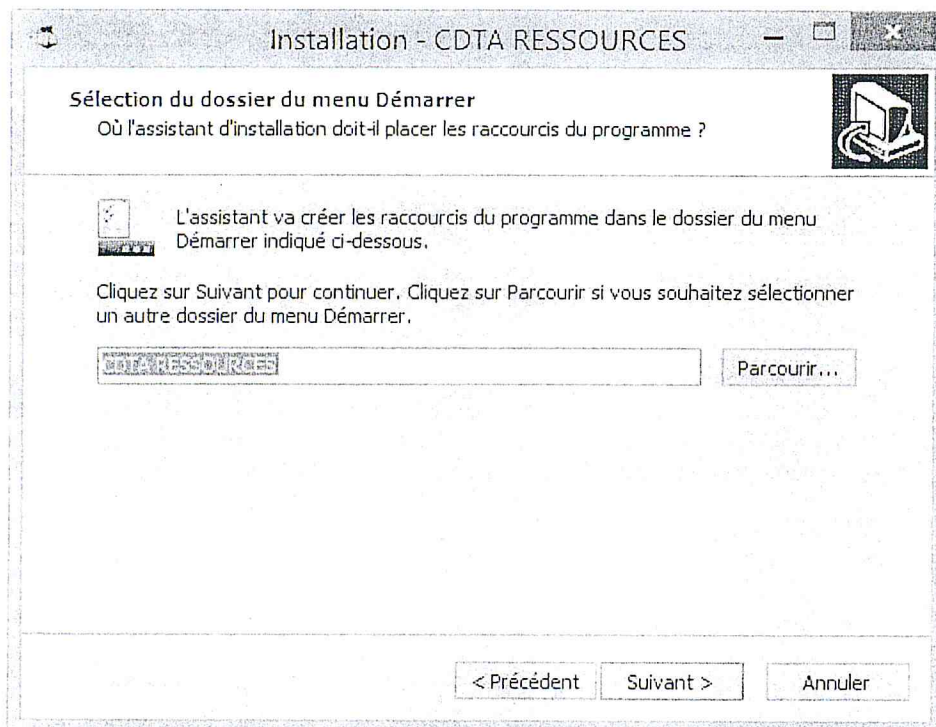 Installation - CDTA RESSOURCES
Sélection du dossier du menu Démarrer
Où l'assistant d'installation doit-il placer les raccourcis du programme ?
L'assistant va créer les raccourcis du programme dans le dossier du menu
Démarrer indiqué ci-dessous.
Cliquez sur Suivant pour continuer. Cliquez sur Parcourir si vous souhaitez sélectionner
un autre dossier du menu Démarrer.
CDTA RESSOURCES
Parcourir...
< Précédent
Suivant >
Annuler